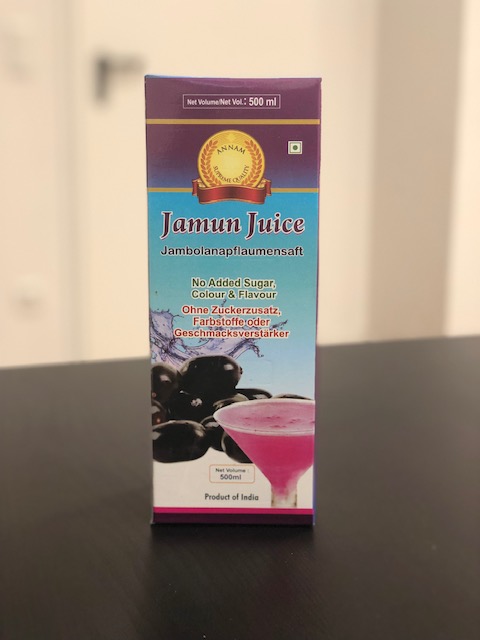 Net Volume/Net Vol.: 500 ml
ANNAM
SUPREME QUALITY
Jamun Juice
Jambolanapflaumensaft
No Added Sugar,
Colour & Flavour
Ohne Zuckerzusatz,
Farbstoffe oder
Geschmacksverstärker
Net Volume :
500ml
Product of India